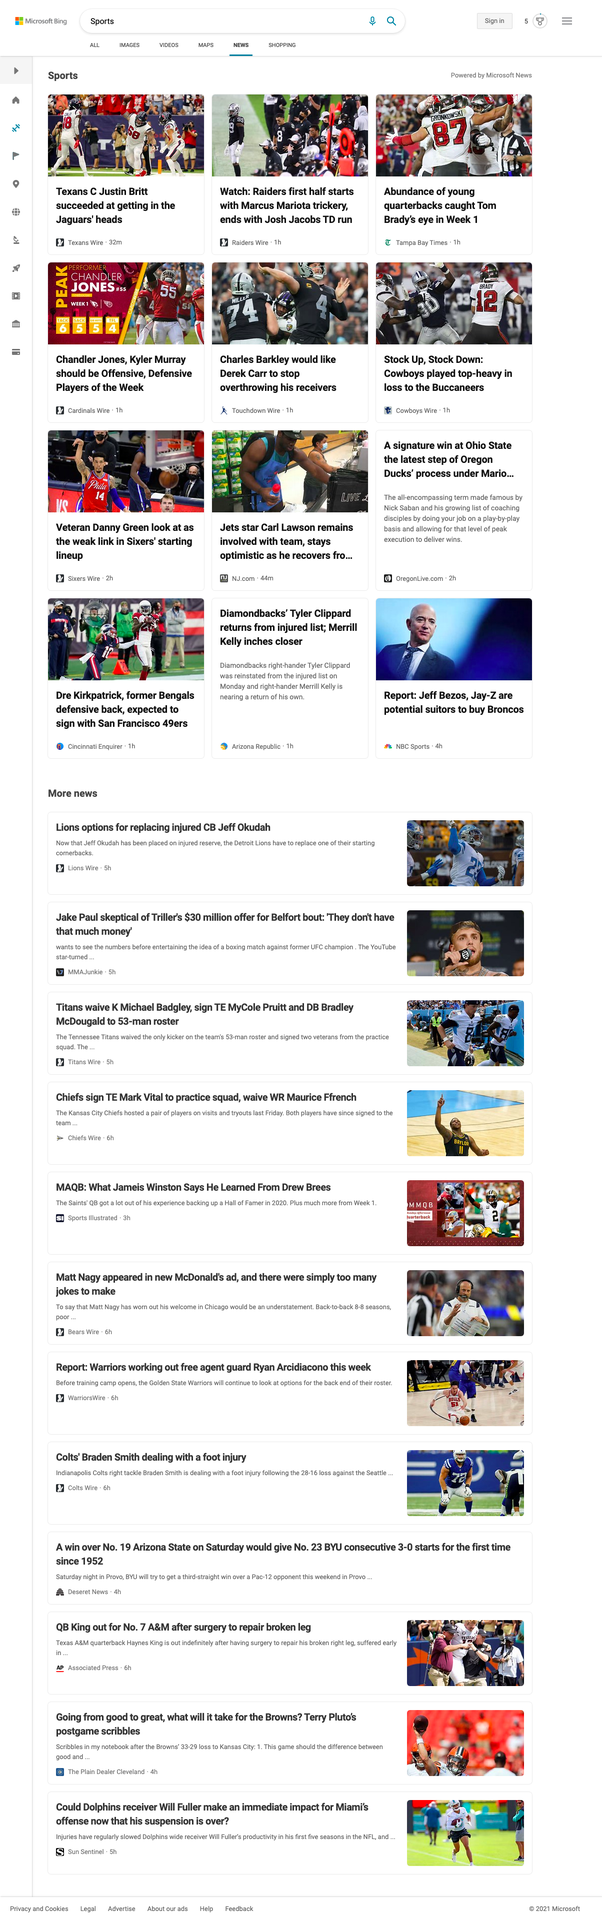 Microsoft Bing
Sports
Sign in
5
ALL
IMAGES
VIDEOS
MAPS
NEWS
SHOPPING
Sports
Powered by Microsoft News
GRONKOWSKI
87
Texans C Justin Britt
succeeded at getting in the
Jaguars' heads
Texans Wire · 32m
Watch: Raiders first half starts
with Marcus Mariota trickery,
ends with Josh Jacobs TD run
Raiders Wire · 1h
Abundance of young
quarterbacks caught Tom
Brady's eye in Week 1
Tampa Bay Times · 1h
PEAK
PERFORMER
CHANDLER
JONES #55
WEEK 1
6
5
5
4
55
74
4
BRADY
12
Chandler Jones, Kyler Murray
should be Offensive, Defensive
Players of the Week
Cardinals Wire · 1h
Charles Barkley would like
Derek Carr to stop
overthrowing his receivers
Touchdown Wire · 1h
Stock Up, Stock Down:
Cowboys played top-heavy in
loss to the Buccaneers
Cowboys Wire · 1h
Phila
14
LIVE
Veteran Danny Green look at as
the weak link in Sixers' starting
lineup
Sixers Wire · 2h
Jets star Carl Lawson remains
involved with team, stays
optimistic as he recovers fro...
NJ.com · 44m
A signature win at Ohio State
the latest step of Oregon
Ducks' process under Mario...
The all-encompassing term made famous by
Nick Saban and his growing list of coaching
disciples by doing your job on a play-by-play
basis and allowing for that level of peak
execution to deliver wins.
OregonLive.com · 2h
Dre Kirkpatrick, former Bengals
defensive back, expected to
sign with San Francisco 49ers
Cincinnati Enquirer · 1h
Diamondbacks' Tyler Clippard
returns from injured list; Merrill
Kelly inches closer
Diamondbacks right-hander Tyler Clippard
was reinstated from the injured list on
Monday and right-hander Merrill Kelly is
nearing a return of his own.
Arizona Republic · 1h
Report: Jeff Bezos, Jay-Z are
potential suitors to buy Broncos
NBC Sports · 4h
More news
Lions options for replacing injured CB Jeff Okudah
Now that Jeff Okudah has been placed on injured reserve, the Detroit Lions have to replace one of their starting
cornerbacks.
Lions Wire · 5h
Jake Paul skeptical of Triller's $30 million offer for Belfort bout: 'They don't have
that much money'
wants to see the numbers before entertaining the idea of a boxing match against former UFC champion . The YouTube
star-turned ...
MMAJunkie · 5h
Titans waive K Michael Badgley, sign TE MyCole Pruitt and DB Bradley
McDougald to 53-man roster
The Tennessee Titans waived the only kicker on the team's 53-man roster and signed two veterans from the practice
squad. The ...
Titans Wire · 5h
Chiefs sign TE Mark Vital to practice squad, waive WR Maurice Ffrench
The Kansas City Chiefs hosted a pair of players on visits and tryouts last Friday. Both players have since signed to the
team ...
Chiefs Wire · 6h
BAYLOR
11
MAQB: What Jameis Winston Says He Learned From Drew Brees
The Saints' QB got a lot out of his experience backing up a Hall of Famer in 2020. Plus much more from Week 1.
Sports Illustrated · 3h
MMQB
2
Matt Nagy appeared in new McDonald's ad, and there were simply too many
jokes to make
To say that Matt Nagy has worn out his welcome in Chicago would be an understatement. Back-to-back 8-8 seasons,
poor ...
Bears Wire · 6h
Report: Warriors working out free agent guard Ryan Arcidiacono this week
Before training camp opens, the Golden State Warriors will continue to look at options for the back end of their roster.
WarriorsWire · 6h
BULLS
51
Colts' Braden Smith dealing with a foot injury
Indianapolis Colts right tackle Braden Smith is dealing with a foot injury following the 28-16 loss against the Seattle ...
Colts Wire · 6h
72
A win over No. 19 Arizona State on Saturday would give No. 23 BYU consecutive 3-0 starts for the first time
since 1952
Saturday night in Provo, BYU will try to get a third-straight win over a Pac-12 opponent this weekend in Provo ...
Deseret News · 4h
QB King out for No. 7 A&M after surgery to repair broken leg
Texas A&M quarterback Haynes King is out indefinitely after having surgery to repair his broken right leg, suffered early
in ...
AP
Associated Press · 6h
Going from good to great, what will it take for the Browns? Terry Pluto's
postgame scribbles
Scribbles in my notebook after the Browns' 33-29 loss to Kansas City: 1. This game should the difference between
good and ...
The Plain Dealer Cleveland · 4h
Could Dolphins receiver Will Fuller make an immediate impact for Miami's
offense now that his suspension is over?
Injuries have regularly slowed Dolphins wide receiver Will Fuller's productivity in his first five seasons in the NFL, and ...
Sun Sentinel · 5h
Privacy and Cookies
Legal
Advertise
About our ads
Help
Feedback
© 2021 Microsoft